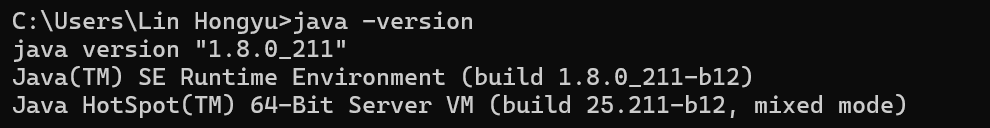 C:\Users\Lin Hongyu>java -version
java version "1.8.0_211"
Java(TM) SE Runtime Environment (build 1.8.0_211-b12)
Java HotSpot(TM) 64-Bit Server VM (build 25.211-b12, mixed mode)